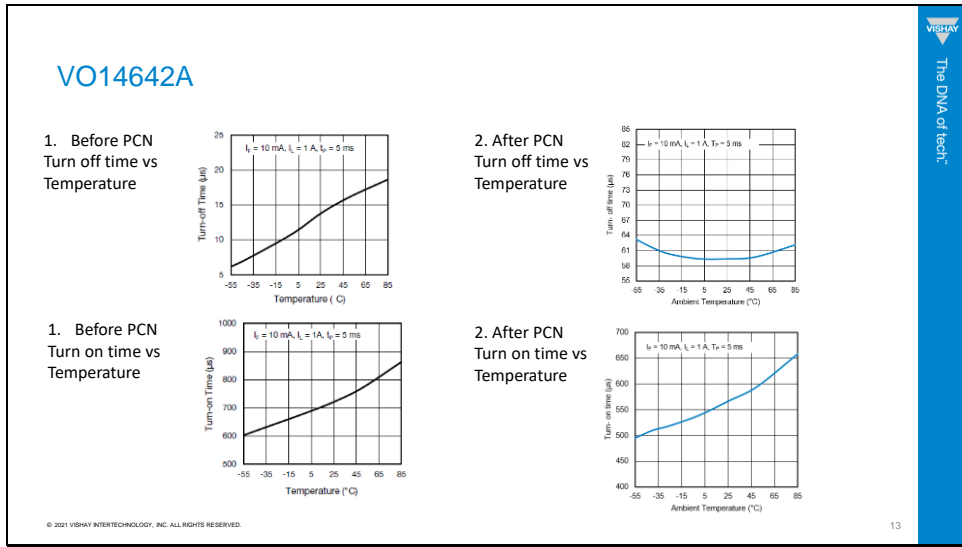 VISHAY
The DNA of tech.™
VO14642A
1. Before PCN
Turn off time vs
Temperature
25
20
15
10
5
Turn-off Time (µs)
IF = 10 mA, IL = 1 A, tP = 5 ms
-55 -35 -15 5 25 45 65 85
Temperature ( C)
2. After PCN
Turn off time vs
Temperature
85
82
79
76
73
70
67
64
61
58
55
Turn- off time (µs)
IF = 10 mA, IL = 1 A, TP = 5 ms
-55 -35 -15 5 25 45 65 85
Ambient Temperature (°C)
1. Before PCN
Turn on time vs
Temperature
1000
900
800
700
600
500
Turn-on Time (µs)
IF = 10 mA, IL = 1A, tP = 5 ms
-55 -35 -15 5 25 45 65 85
Temperature (°C)
2. After PCN
Turn on time vs
Temperature
700
650
600
550
500
450
400
Turn- on time (µs)
IF = 10 mA, IL = 1 A, TP = 5 ms
-55 -35 -15 5 25 45 65 85
Ambient Temperature (°C)
© 2021 VISHAY INTERTECHNOLOGY, INC. ALL RIGHTS RESERVED.
13